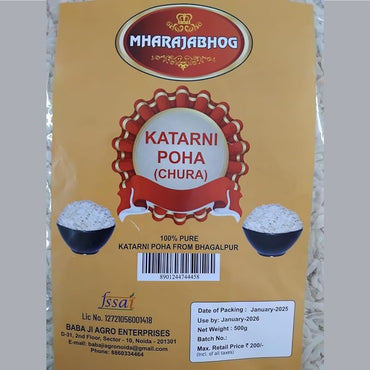 MHARAJABHOG
KATARNI
POHA
(CHURA)
100% PURE
KATARNI POHA FROM BHAGALPUR
8901244744458
fssai
Lic No. 12721056001418
BABA JI AGRO ENTERPRISES
D-31, 2nd Floor, Sector - 10, Noida - 201301
E-mail: babajiagronoida@gmail.com
Phone: 8860334464
Date of Packing : January-2025
Use by: January-2026
Net Weight : 500g
Batch No.:
Max. Retail Price ₹ 200/-
(Incl. of all taxes)